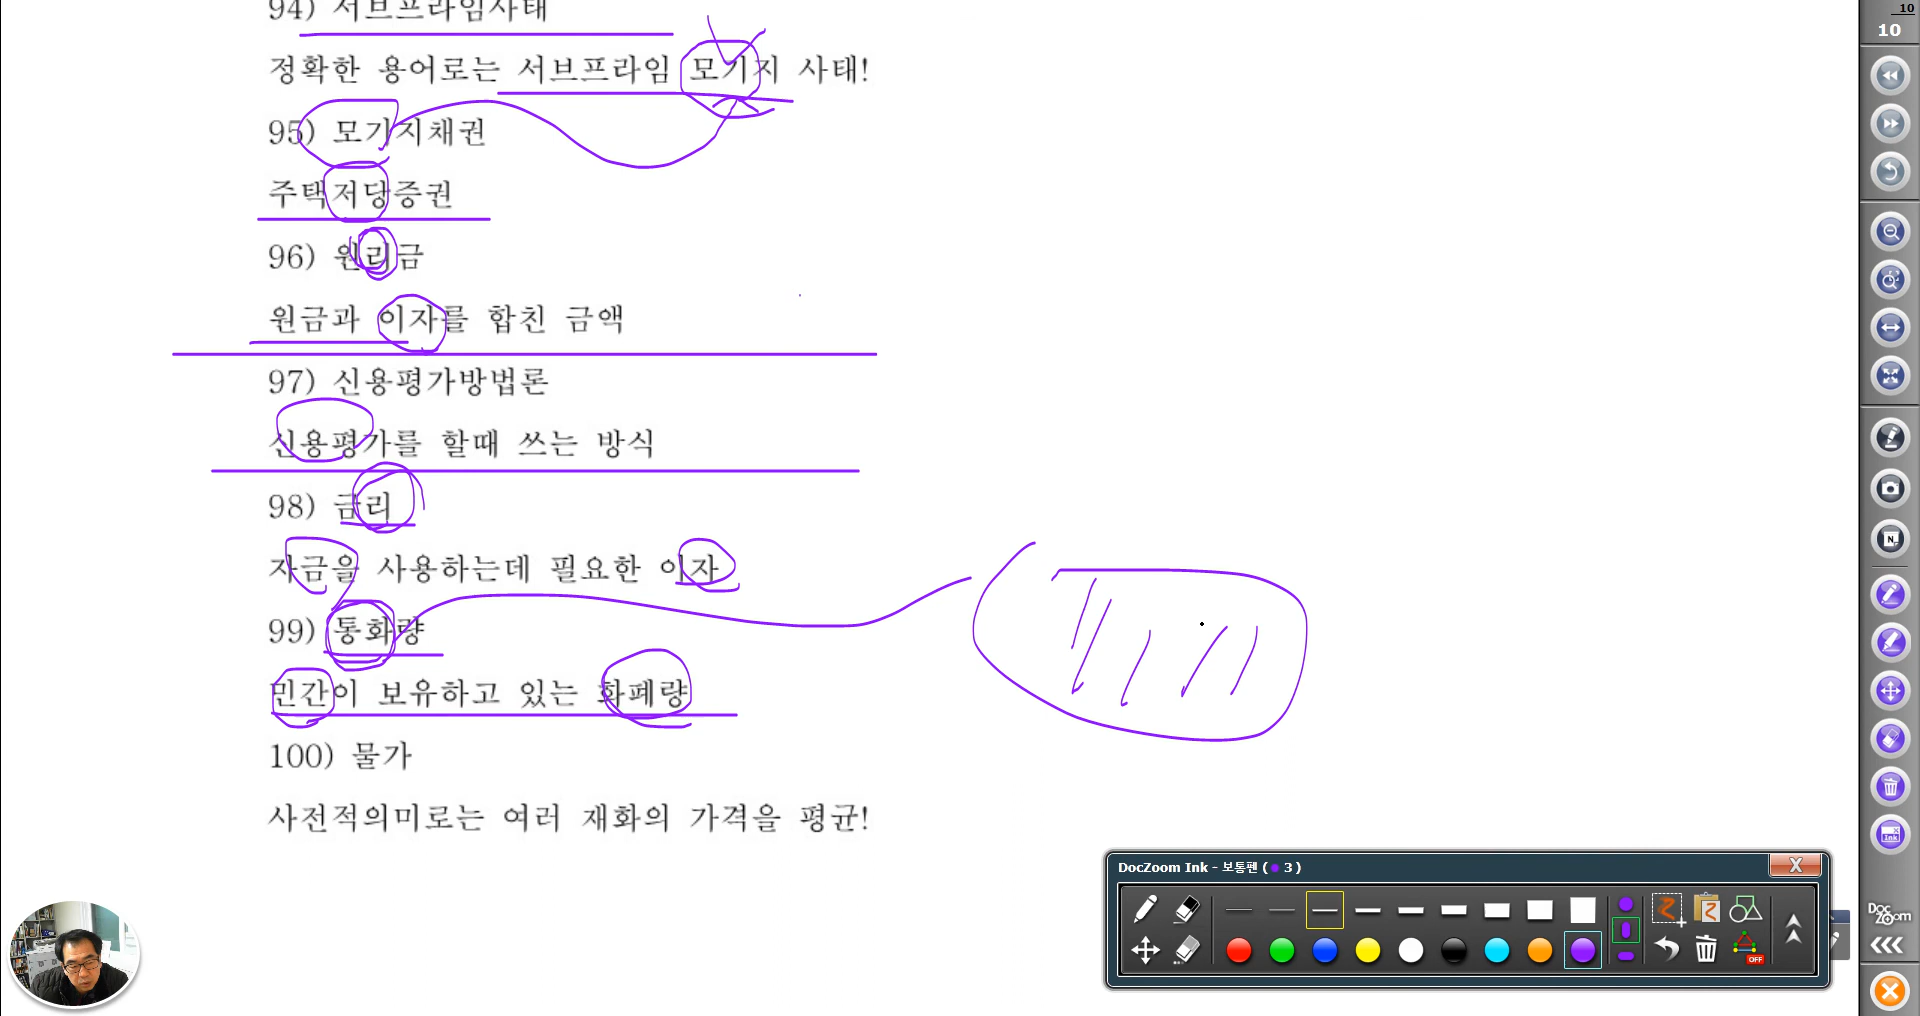 94) 서브프라임사태
정확한 용어로는 서브프라임 모기지 사태!
95) 모기지채권
주택저당증권
96) 원리금
원금과 이자를 합친 금액
97) 신용평가방법론
신용평가를 할때 쓰는 방식
98) 금리
자금을 사용하는데 필요한 이자
99) 통화량
민간이 보유하고 있는 화폐량
100) 물가
사전적의미로는 여러 재화의 가격을 평균!
10
10
N
Ink
Doc
Zoom
DocZoom Ink - 보통펜 ( 3 )
X
OFF